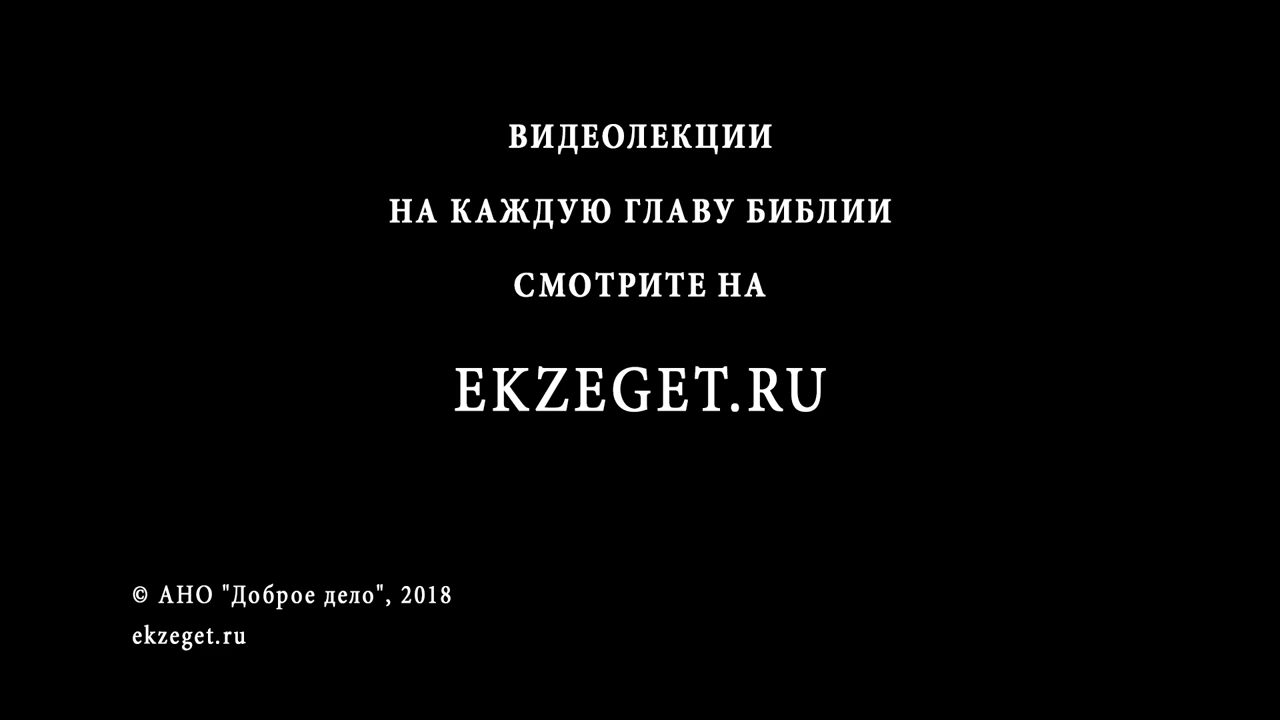 ВИДЕОЛЕКЦИИ
НА КАЖДУЮ ГЛАВУ БИБЛИИ
СМОТРИТЕ НА
EKZEGET.RU
© АНО "Доброе дело", 2018
ekzeget.ru